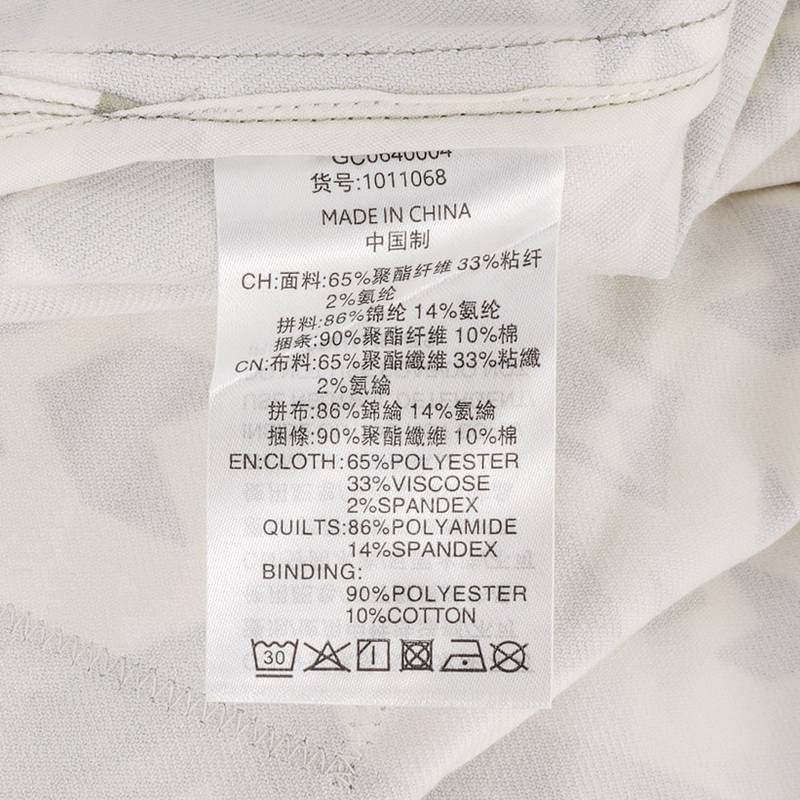 GC0640004
货号:1011068
MADE IN CHINA
中国制
CH:面料:65%聚酯纤维 33%粘纤
2%氨纶
拼料:86%锦纶 14%氨纶
捆条:90%聚酯纤维 10%棉
CN:布料:65%聚酯纖維 33%粘纖
2%氨綸
拼布:86%錦綸 14%氨綸
捆條:90%聚酯纖維 10%棉
EN:CLOTH:65%POLYESTER
33%VISCOSE
2%SPANDEX
QUILTS:86%POLYAMIDE
14%SPANDEX
BINDING:
90%POLYESTER
10%COTTON
30